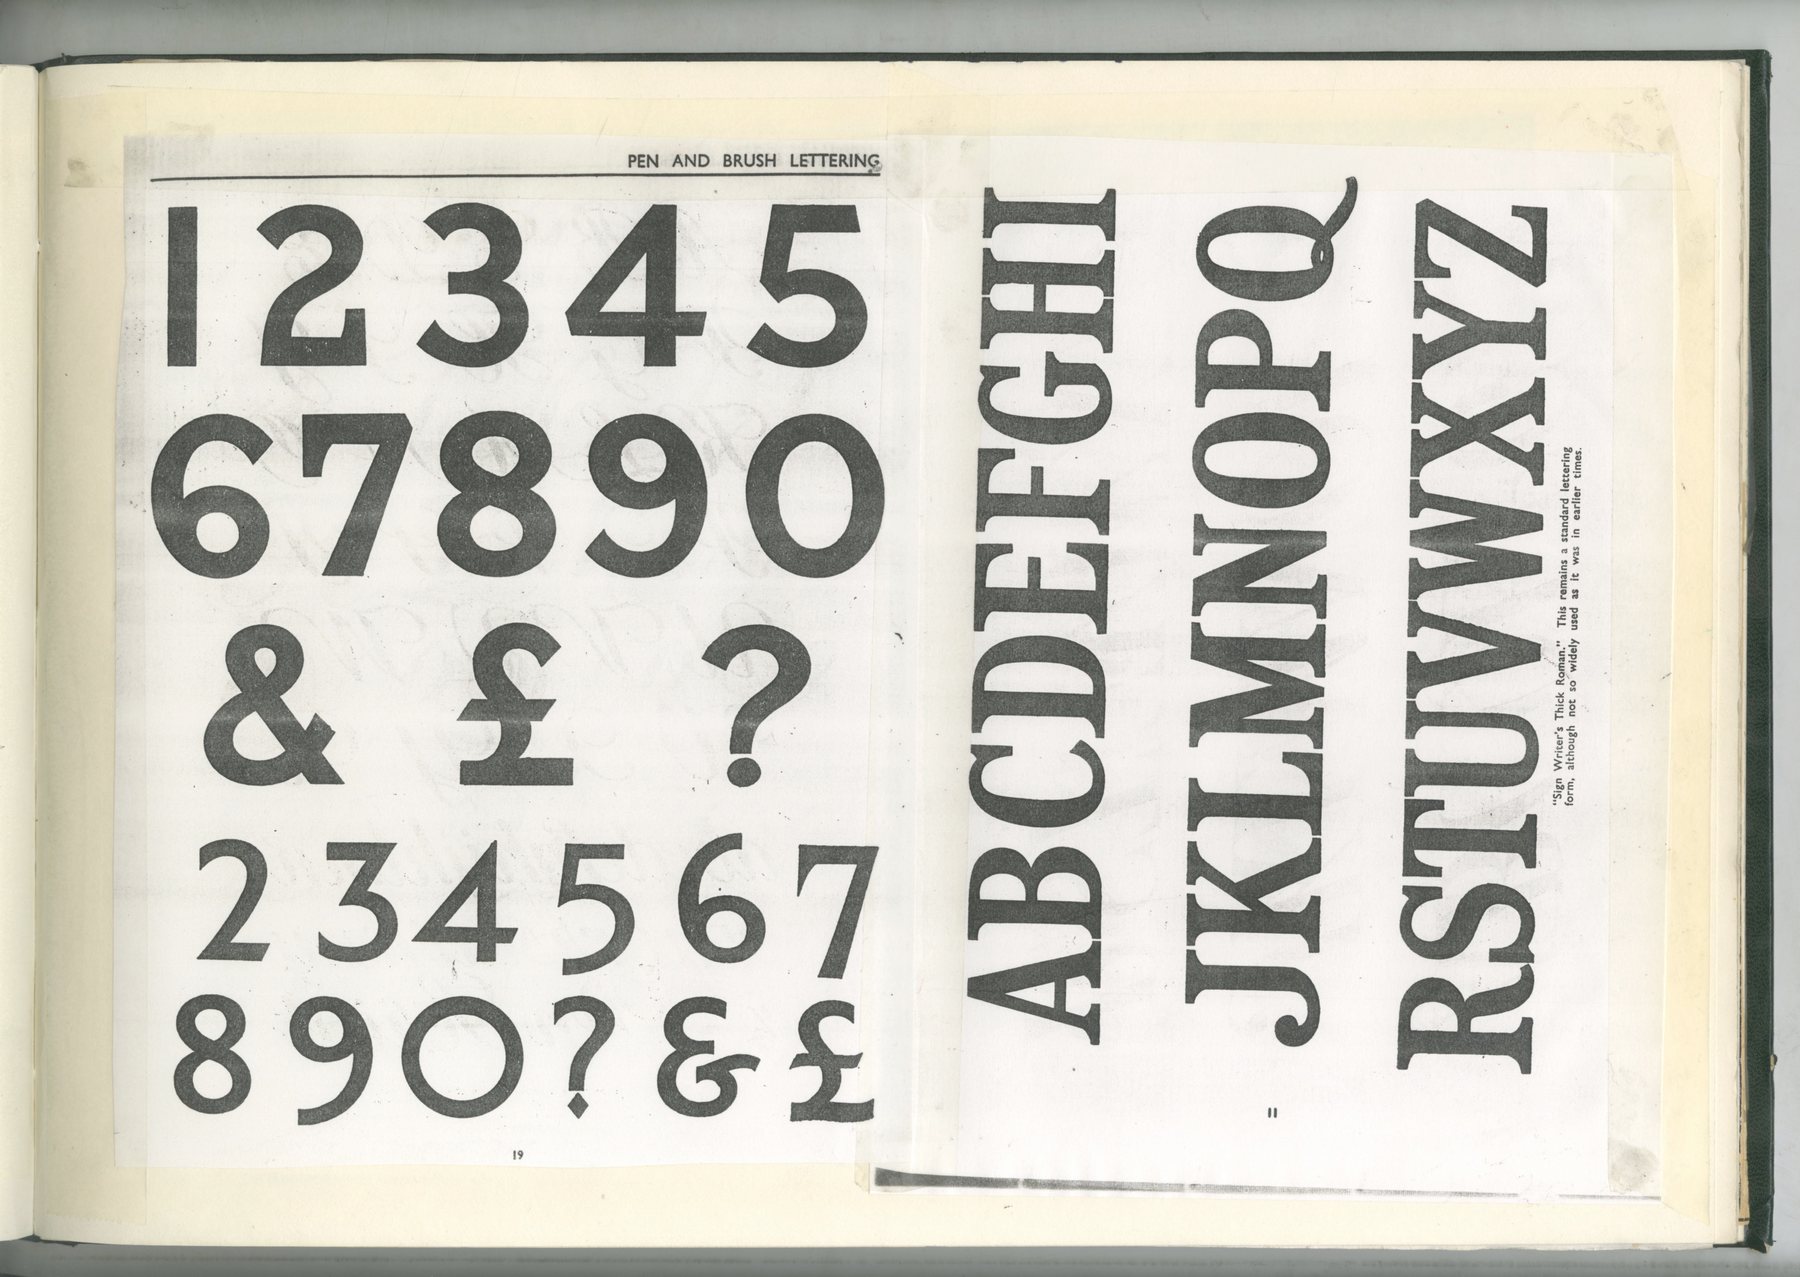 PEN AND BRUSH LETTERING
12345
67890
& £ ?
234567
890?&£
19
ABCDEFGHI
JKLMNOPQ
RSTUVWXYZ
"Sign Writer's Thick Roman." This remains a standard lettering
form, although not so widely used as it was in earlier times.
11